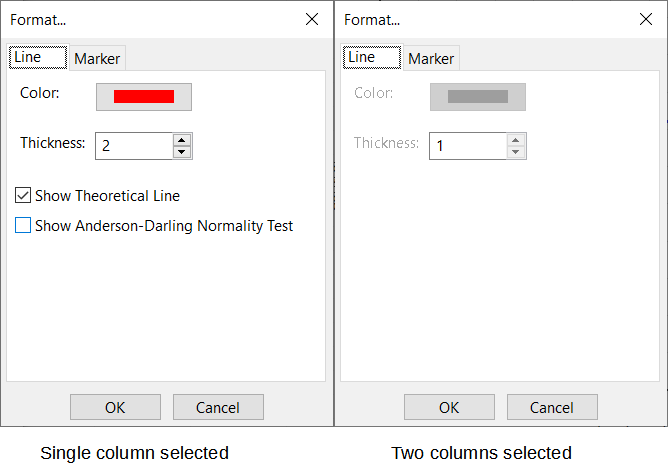 Format...
Line
Marker
Color:
Thickness:
2
Show Theoretical Line
Show Anderson-Darling Normality Test
OK
Cancel
Single column selected
Format...
Line
Marker
Color:
Thickness:
1
OK
Cancel
Two columns selected